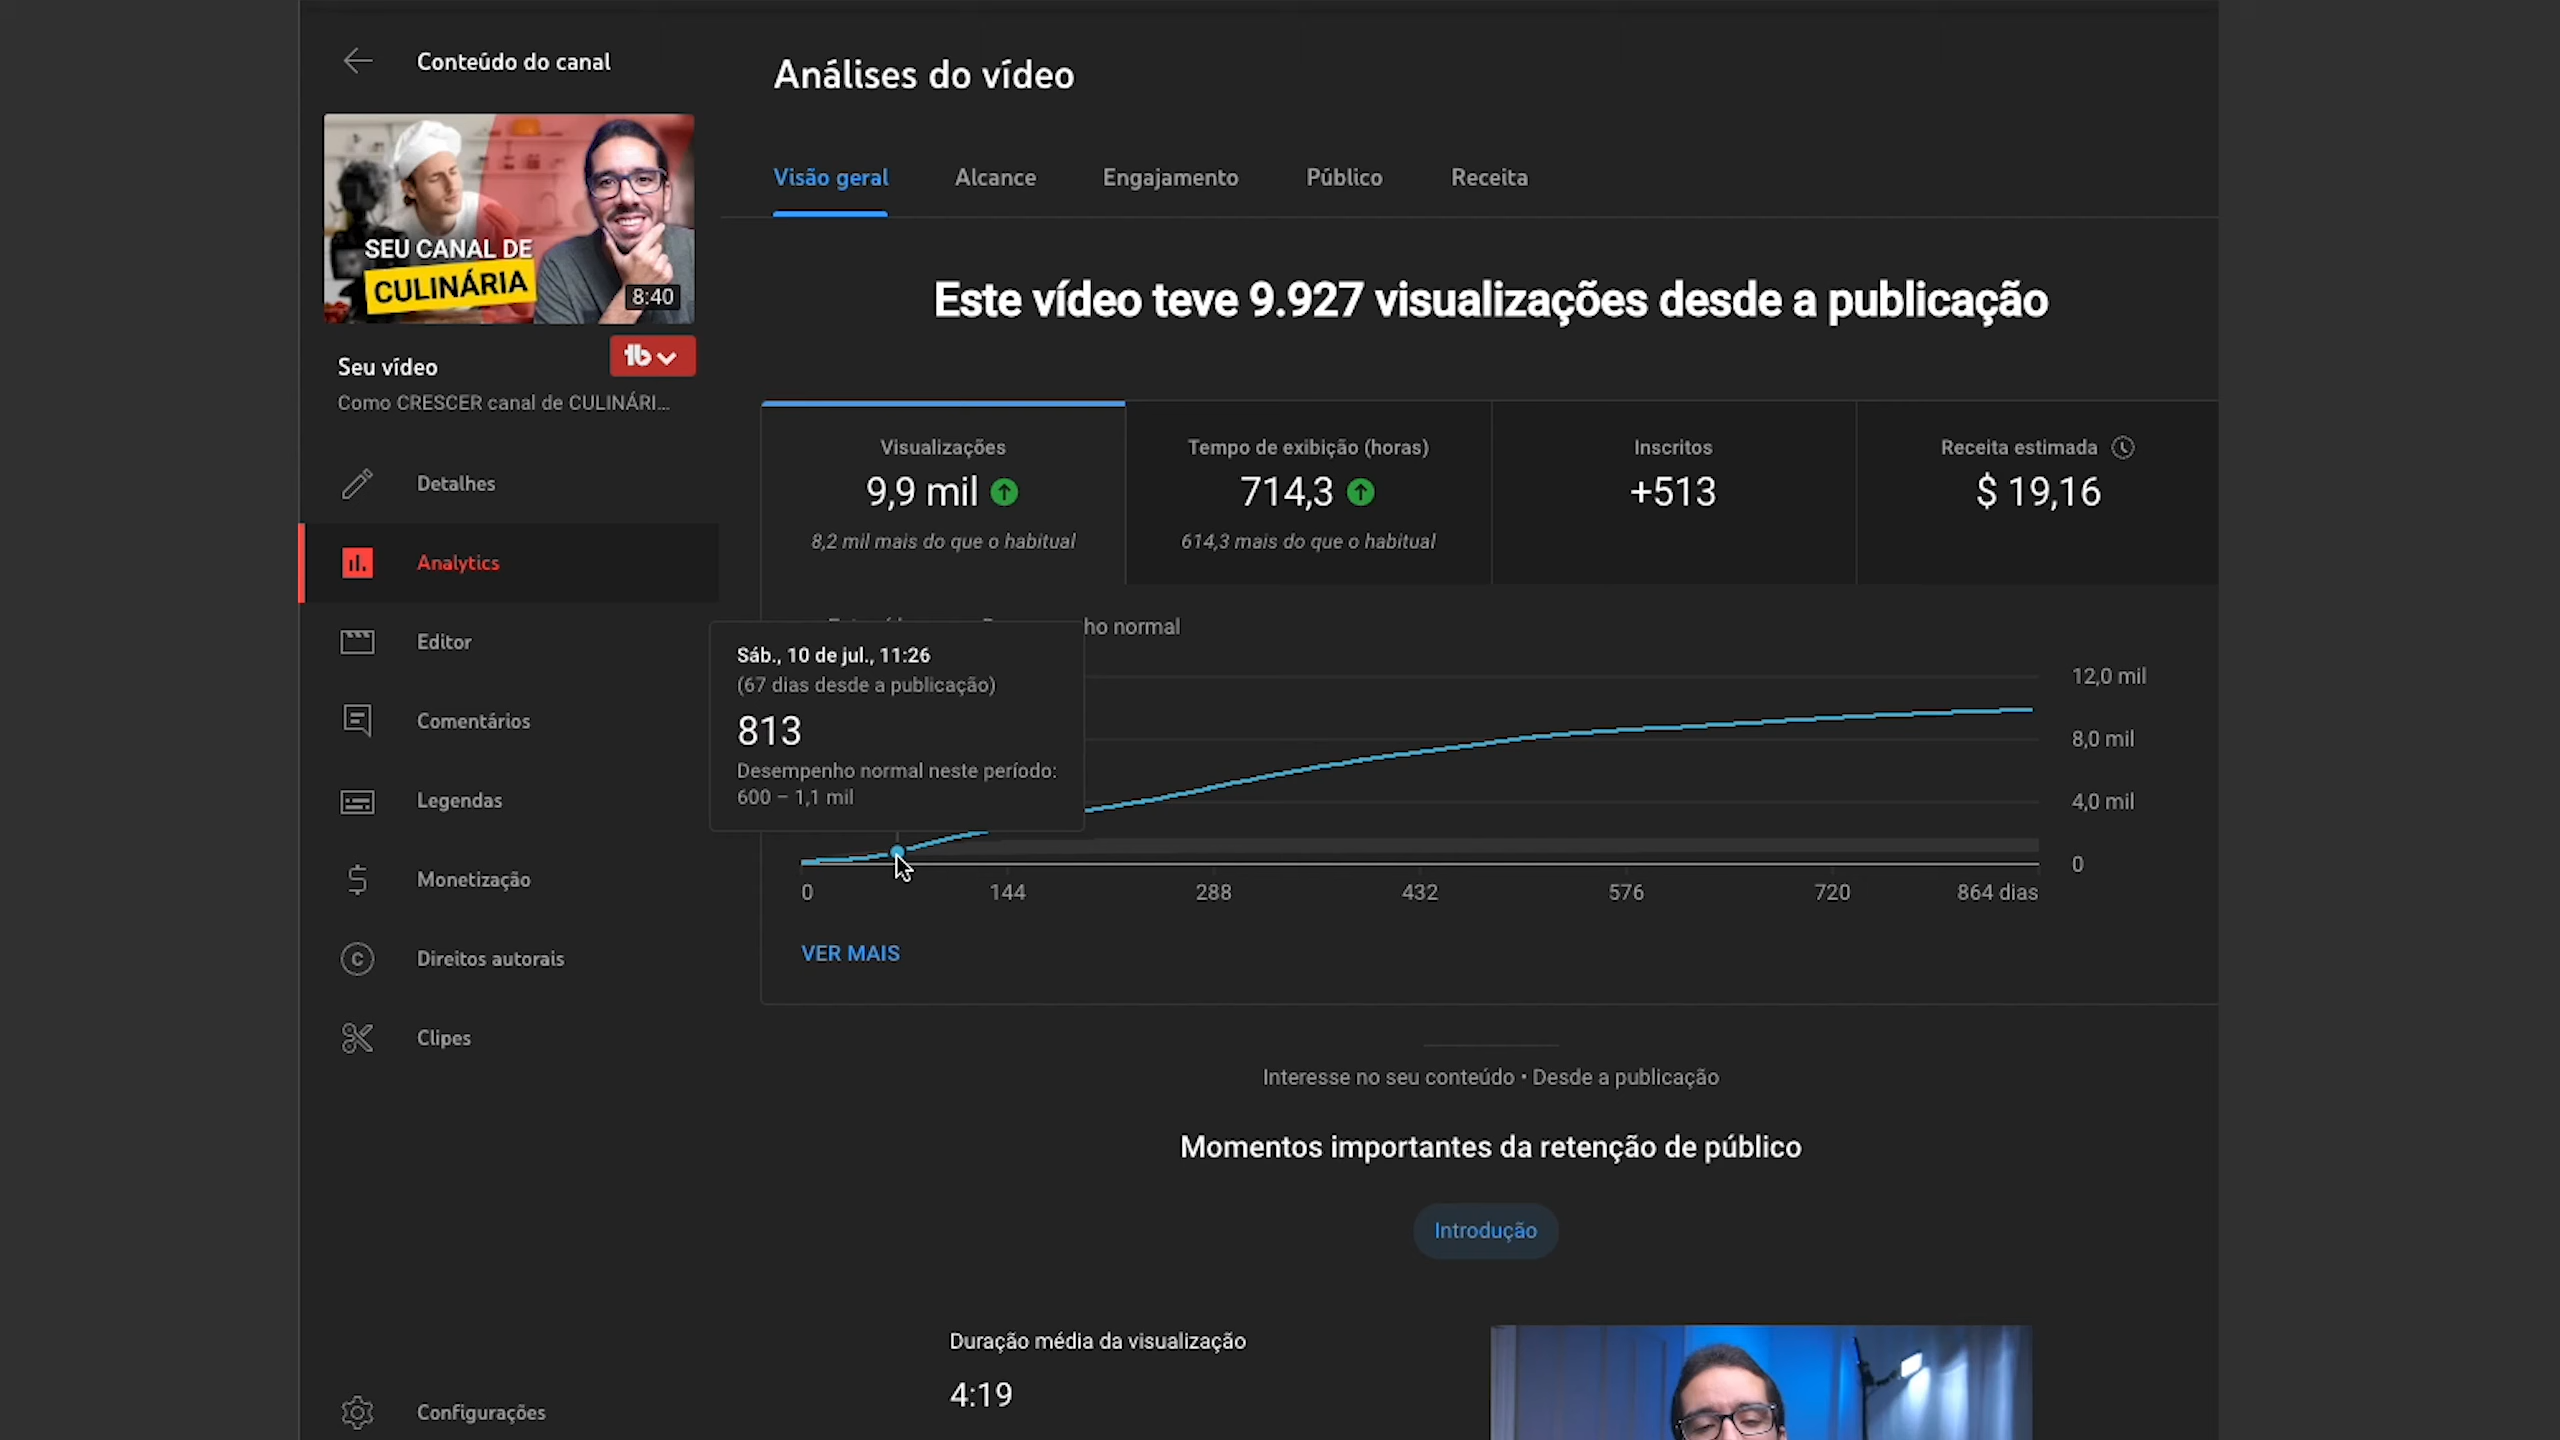 Conteúdo do canal
SEU CANAL DE
CULINÁRIA
8:40
Seu vídeo
tb
Como CRESCER canal de CULINÁRI...
Detalhes
Analytics
Editor
Comentários
Legendas
Monetização
Direitos autorais
Clipes
Configurações
Análises do vídeo
Visão geral
Alcance
Engajamento
Público
Receita
Este vídeo teve 9.927 visualizações desde a publicação
Visualizações
9,9 mil
8,2 mil mais do que o habitual
Tempo de exibição (horas)
714,3
614,3 mais do que o habitual
Inscritos
+513
Receita estimada
$ 19,16
ho normal
Sáb., 10 de jul., 11:26
(67 dias desde a publicação)
813
Desempenho normal neste período:
600 – 1,1 mil
12,0 mil
8,0 mil
4,0 mil
0
0
144
288
432
576
720
864 dias
VER MAIS
Interesse no seu conteúdo • Desde a publicação
Momentos importantes da retenção de público
Introdução
Duração média da visualização
4:19